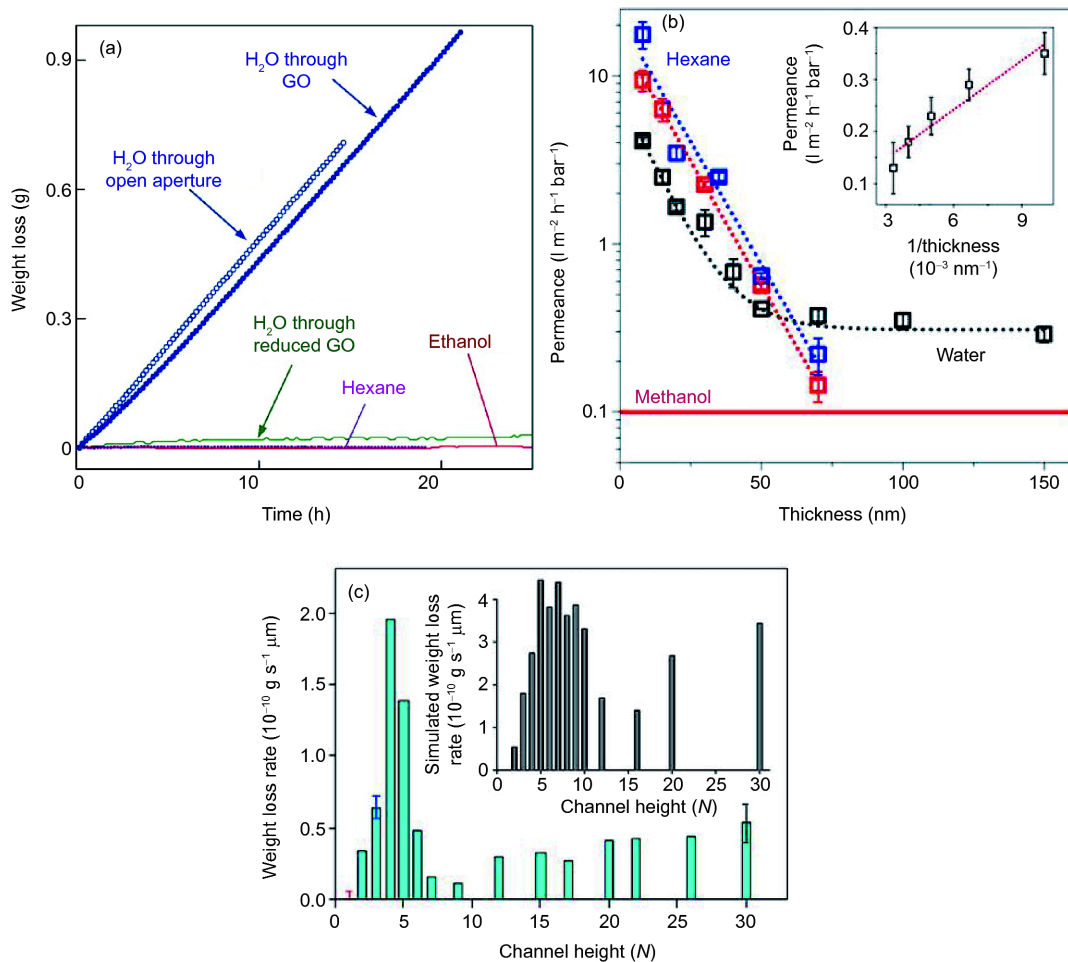 (a)
H2O through
GO
H2O through
open aperture
H2O through
reduced GO
Hexane
Ethanol
0.9
0.6
0.3
0
0
10
20
Weight loss (g)
Time (h)
(b)
Hexane
Methanol
Water
10
1
0.1
0
50
100
150
Permeance (l m−2 h−1 bar−1)
Thickness (nm)
0.4
0.3
0.2
0.1
3
6
9
Permeance
(l m−2 h−1 bar−1)
1/thickness
(10−3 nm−1)
(c)
2.0
1.5
1.0
0.5
0.0
0
5
10
15
20
25
30
Weight loss rate (10−10 g s−1 μm)
Channel height (N)
4
3
2
1
0
0
5
10
15
20
25
30
Simulated weight loss
rate (10−10 g s−1 μm)
Channel height (N)